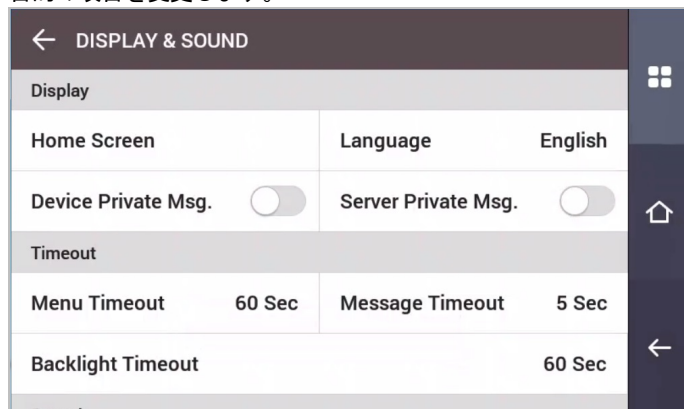 ← DISPLAY & SOUND
Display
Home Screen
Language English
Device Private Msg.
Server Private Msg.
Timeout
Menu Timeout 60 Sec
Message Timeout 5 Sec
Backlight Timeout 60 Sec